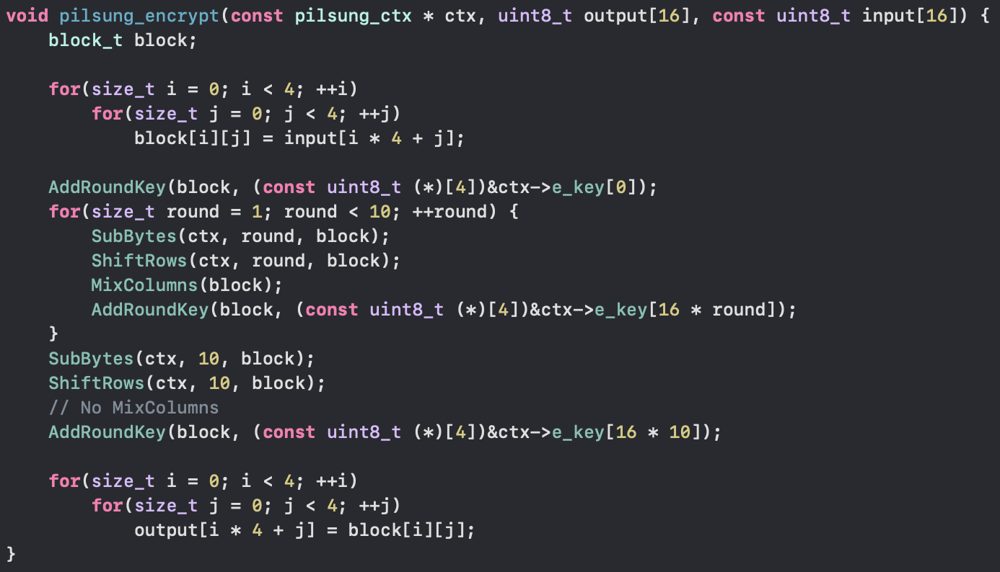 void pilsung_encrypt(const pilsung_ctx * ctx, uint8_t output[16], const uint8_t input[16]) {
    block_t block;

    for(size_t i = 0; i < 4; ++i)
        for(size_t j = 0; j < 4; ++j)
            block[i][j] = input[i * 4 + j];

    AddRoundKey(block, (const uint8_t (*)[4])&ctx->e_key[0]);
    for(size_t round = 1; round < 10; ++round) {
        SubBytes(ctx, round, block);
        ShiftRows(ctx, round, block);
        MixColumns(block);
        AddRoundKey(block, (const uint8_t (*)[4])&ctx->e_key[16 * round]);
    }
    SubBytes(ctx, 10, block);
    ShiftRows(ctx, 10, block);
    // No MixColumns
    AddRoundKey(block, (const uint8_t (*)[4])&ctx->e_key[16 * 10]);

    for(size_t i = 0; i < 4; ++i)
        for(size_t j = 0; j < 4; ++j)
            output[i * 4 + j] = block[i][j];
}